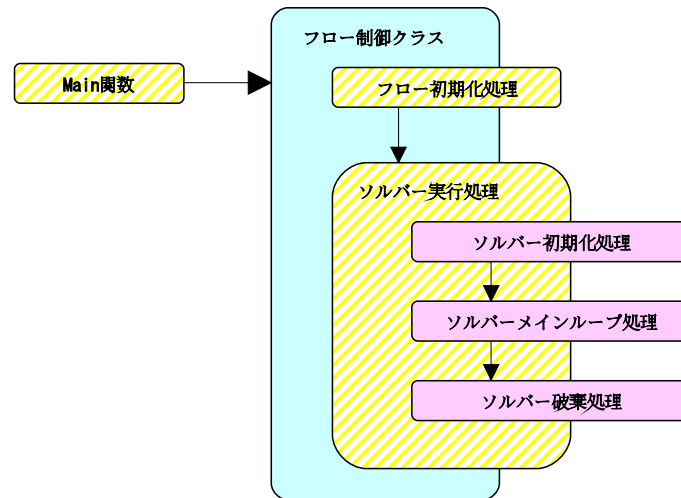 フロー制御クラス
Main関数
フロー初期化処理
ソルバー実行処理
ソルバー初期化処理
ソルバーメインループ処理
ソルバー破棄処理